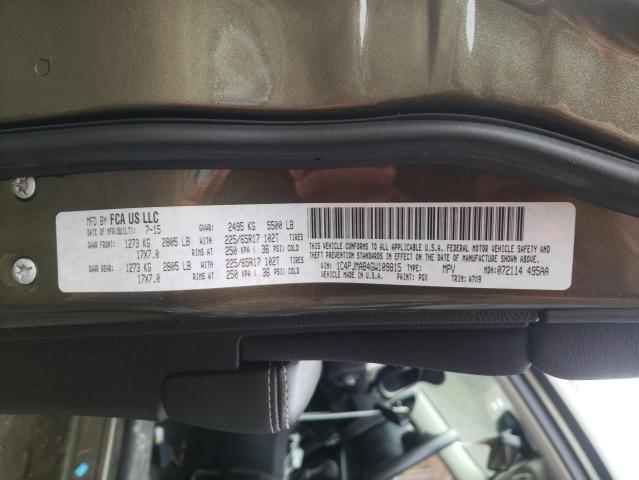 MFD BY FCA US LLC
DATE OF MFR(BUILT): 7-15 GVWR: 2495 KG 5500 LB
GAWR FRONT: 1273 KG 2805 LB WITH 225/65R17 102T TIRES
17X7.0 RIMS AT 250 KPA ( 36 PSI) COLD
GAWR REAR: 1273 KG 2805 LB WITH 225/65R17 102T TIRES
17X7.0 RIMS AT 250 KPA ( 36 PSI) COLD
THIS VEHICLE CONFORMS TO ALL APPLICABLE U.S.A. FEDERAL MOTOR VEHICLE SAFETY
AND THEFT PREVENTION STANDARDS IN EFFECT ON THE DATE OF MANUFACTURE SHOWN ABOVE
VIN: 1C4PJMAB4GW109815 TYPE: MPV MDH: 072114 495AA
VEHICLE MADE IN U.S.A. PAINT: PGX TRIM: A7X9